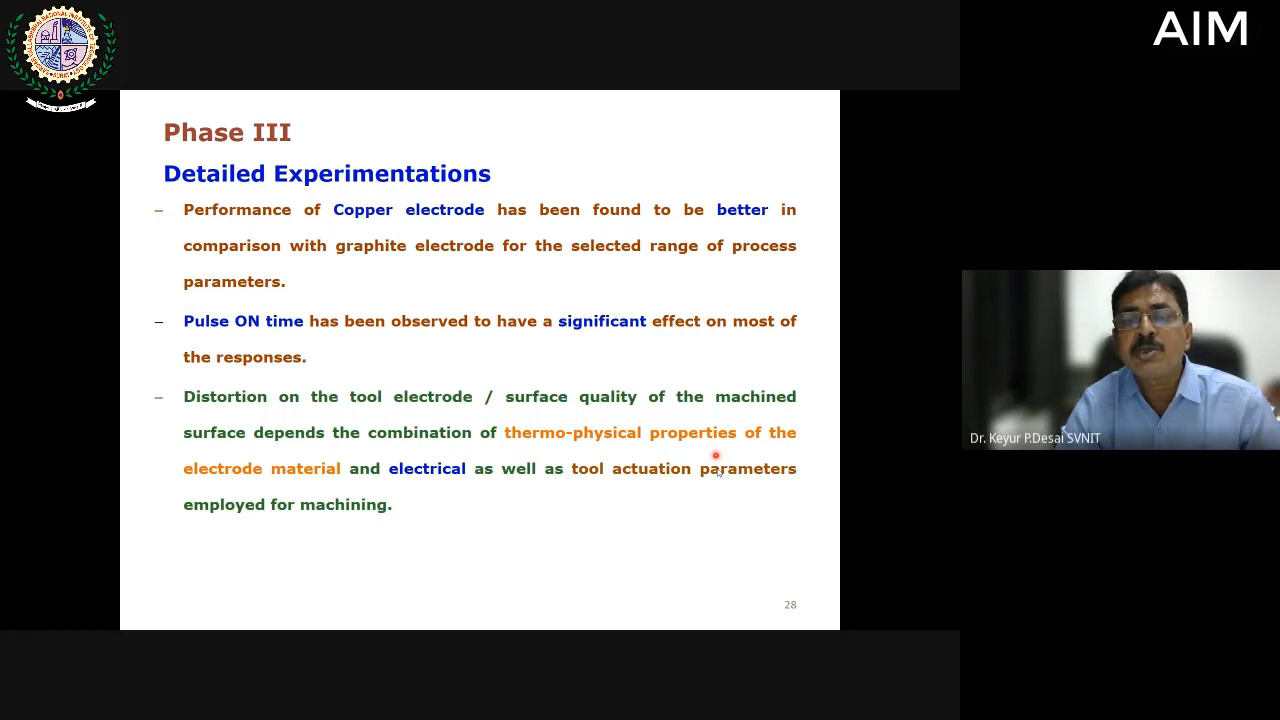 AIM
Phase III
Detailed Experimentations
– Performance of Copper electrode has been found to be better in
comparison with graphite electrode for the selected range of process
parameters.
– Pulse ON time has been observed to have a significant effect on most of
the responses.
– Distortion on the tool electrode / surface quality of the machined
surface depends the combination of thermo-physical properties of the
electrode material and electrical as well as tool actuation parameters
employed for machining.
28
Dr. Keyur P.Desai SVNIT